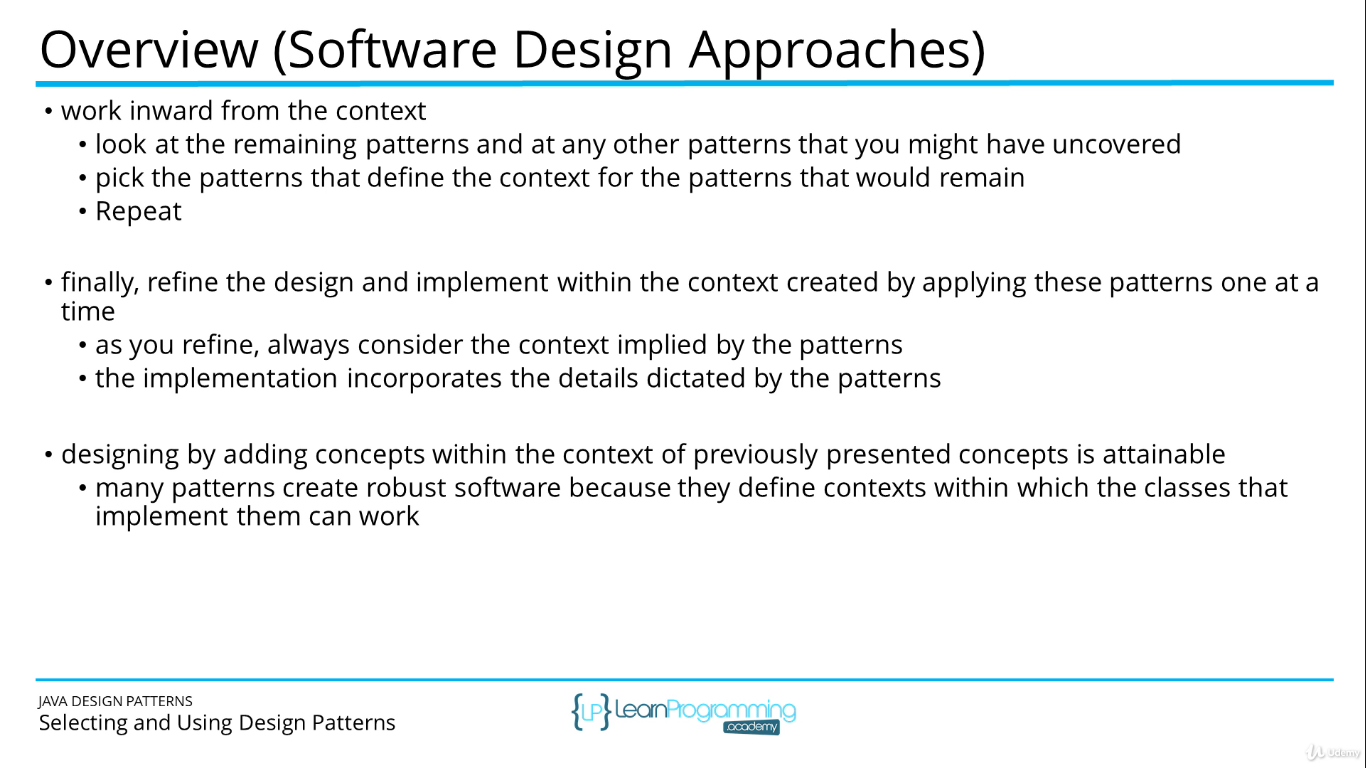 Overview (Software Design Approaches)
• work inward from the context
• look at the remaining patterns and at any other patterns that you might have uncovered
• pick the patterns that define the context for the patterns that would remain
• Repeat
• finally, refine the design and implement within the context created by applying these patterns one at a
time
• as you refine, always consider the context implied by the patterns
• the implementation incorporates the details dictated by the patterns
• designing by adding concepts within the context of previously presented concepts is attainable
• many patterns create robust software because they define contexts within which the classes that
implement them can work
JAVA DESIGN PATTERNS
Selecting and Using Design Patterns
{LP} LearnProgramming
.academy
Udemy